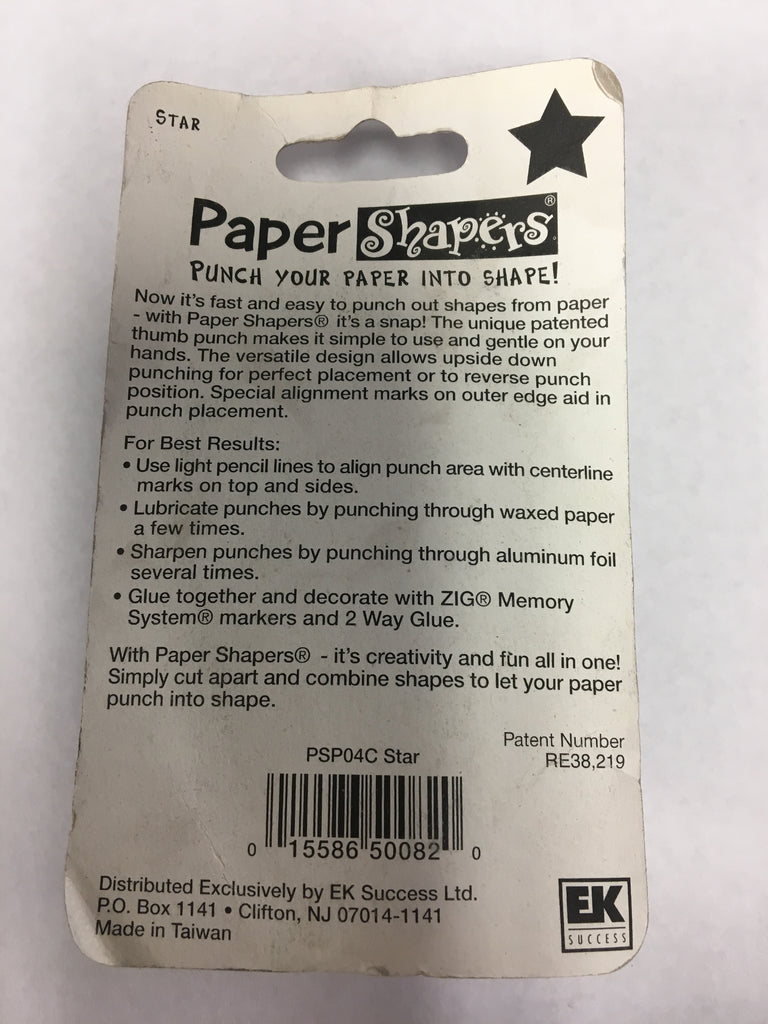 STAR
Paper Shapers®
PUNCH YOUR PAPER INTO SHAPE!
Now it's fast and easy to punch out shapes from paper
- with Paper Shapers® it's a snap! The unique patented
thumb punch makes it simple to use and gentle on your
hands. The versatile design allows upside down
punching for perfect placement or to reverse punch
position. Special alignment marks on outer edge aid in
punch placement.
For Best Results:
• Use light pencil lines to align punch area with centerline
marks on top and sides.
• Lubricate punches by punching through waxed paper
a few times.
• Sharpen punches by punching through aluminum foil
several times.
• Glue together and decorate with ZIG® Memory
System® markers and 2 Way Glue.
With Paper Shapers® - it's creativity and fun all in one!
Simply cut apart and combine shapes to let your paper
punch into shape.
Patent Number
RE38,219
PSP04C Star
0 15586 50082 0
Distributed Exclusively by EK Success Ltd.
P.O. Box 1141 • Clifton, NJ 07014-1141
Made in Taiwan
EK
SUCCESS